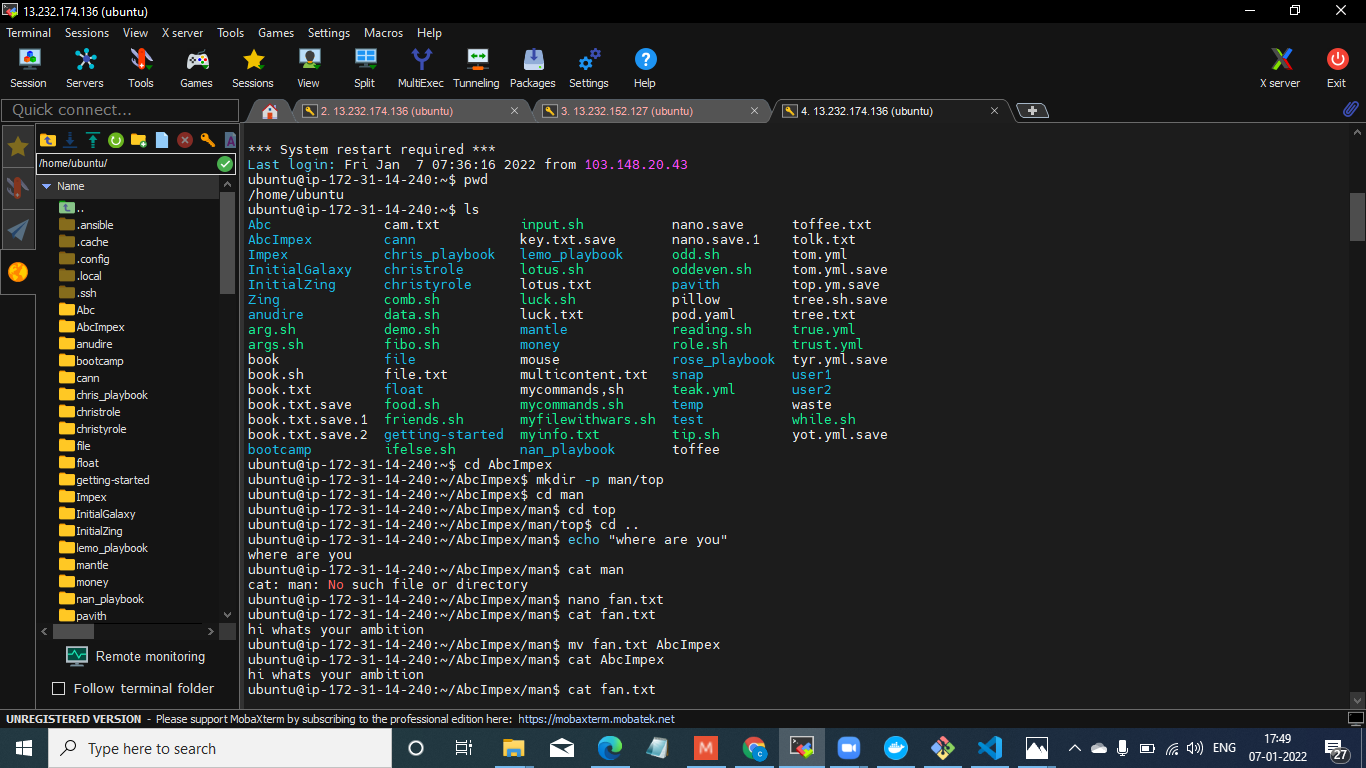 13.232.174.136 (ubuntu)
Terminal Sessions View X server Tools Games Settings Macros Help
Session Servers Tools Games Sessions View Split MultiExec Tunneling Packages Settings Help X server Exit
Quick connect...
2. 13.232.174.136 (ubuntu)
3. 13.232.152.127 (ubuntu)
4. 13.232.174.136 (ubuntu)
/home/ubuntu/
Name
..
.ansible
.cache
.config
.local
.ssh
Abc
AbcImpex
anudire
bootcamp
cann
chris_playbook
christrole
christyrole
file
float
getting-started
Impex
InitialGalaxy
InitialZing
lemo_playbook
mantle
money
nan_playbook
pavith
Remote monitoring
Follow terminal folder
*** System restart required ***
Last login: Fri Jan  7 07:36:16 2022 from 103.148.20.43
ubuntu@ip-172-31-14-240:~$ pwd
/home/ubuntu
ubuntu@ip-172-31-14-240:~$ ls
Abc cam.txt input.sh nano.save toffee.txt
AbcImpex cann key.txt.save nano.save.1 tolk.txt
Impex chris_playbook lemo_playbook odd.sh tom.yml
InitialGalaxy christrole lotus.sh oddeven.sh tom.yml.save
InitialZing christyrole lotus.txt pavith top.ym.save
Zing comb.sh luck.sh pillow tree.sh.save
anudire data.sh luck.txt pod.yaml tree.txt
arg.sh demo.sh mantle reading.sh true.yml
args.sh fibo.sh money role.sh trust.yml
book file mouse rose_playbook tyr.yml.save
book.sh file.txt multicontent.txt snap user1
book.txt float mycommands,sh teak.yml user2
book.txt.save food.sh mycommands.sh temp waste
book.txt.save.1 friends.sh myfilewithwars.sh test while.sh
book.txt.save.2 getting-started myinfo.txt tip.sh yot.yml.save
bootcamp ifelse.sh nan_playbook toffee
ubuntu@ip-172-31-14-240:~$ cd AbcImpex
ubuntu@ip-172-31-14-240:~/AbcImpex$ mkdir -p man/top
ubuntu@ip-172-31-14-240:~/AbcImpex$ cd man
ubuntu@ip-172-31-14-240:~/AbcImpex/man$ cd top
ubuntu@ip-172-31-14-240:~/AbcImpex/man/top$ cd ..
ubuntu@ip-172-31-14-240:~/AbcImpex/man$ echo "where are you"
where are you
ubuntu@ip-172-31-14-240:~/AbcImpex/man$ cat man
cat: man: No such file or directory
ubuntu@ip-172-31-14-240:~/AbcImpex/man$ nano fan.txt
ubuntu@ip-172-31-14-240:~/AbcImpex/man$ cat fan.txt
hi whats your ambition
ubuntu@ip-172-31-14-240:~/AbcImpex/man$ mv fan.txt AbcImpex
ubuntu@ip-172-31-14-240:~/AbcImpex/man$ cat AbcImpex
hi whats your ambition
ubuntu@ip-172-31-14-240:~/AbcImpex/man$ cat fan.txt
UNREGISTERED VERSION - Please support MobaXterm by subscribing to the professional edition here: https://mobaxterm.mobatek.net
Type here to search
ENG
17:49
07-01-2022
27